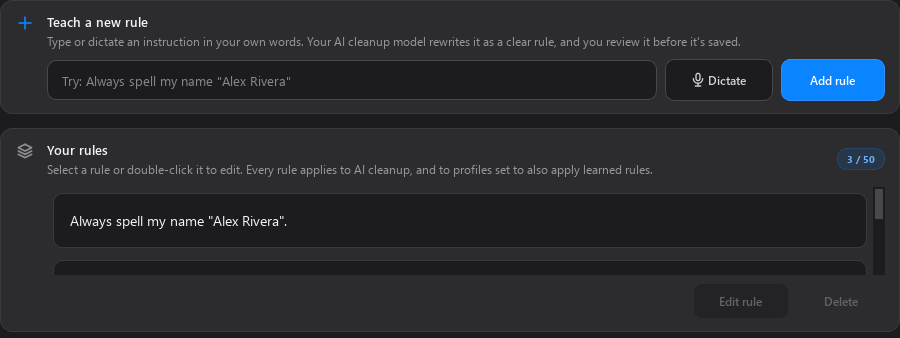 Teach a new rule
Type or dictate an instruction in your own words. Your AI cleanup model rewrites it as a clear rule, and you review it before it's saved.
Try: Always spell my name "Alex Rivera"
Dictate
Add rule
Your rules
Select a rule or double-click it to edit. Every rule applies to AI cleanup, and to profiles set to also apply learned rules.
3 / 50
Always spell my name "Alex Rivera".
Edit rule
Delete